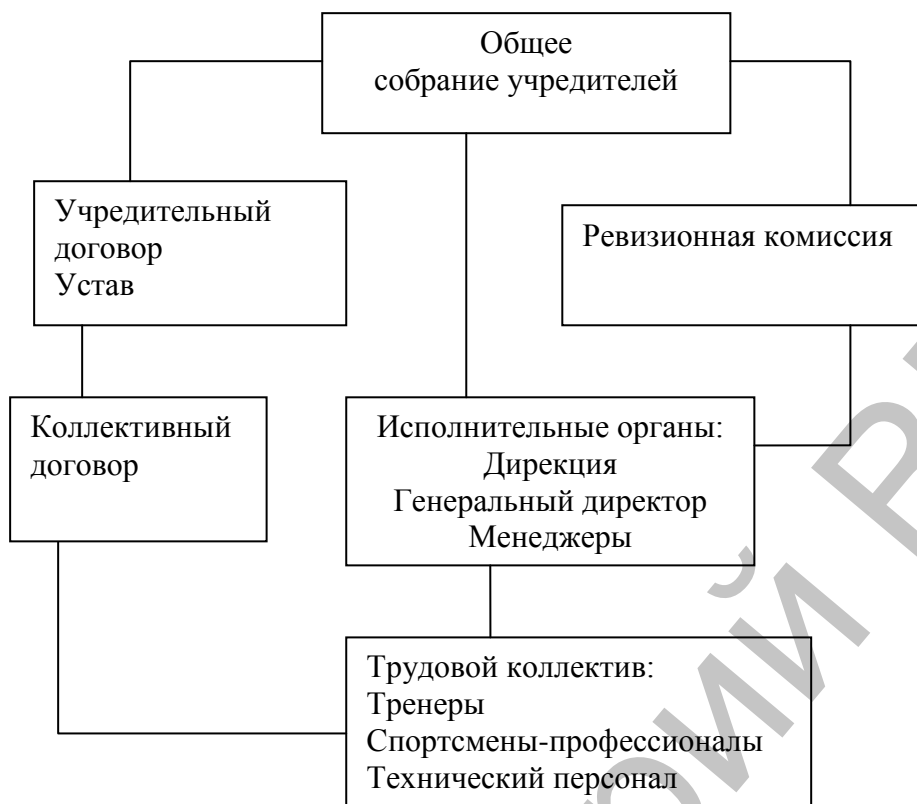 Общее
собрание учредителей
Учредительный
договор
Устав
Ревизионная комиссия
Коллективный
договор
Исполнительные органы:
Дирекция
Генеральный директор
Менеджеры
Трудовой коллектив:
Тренеры
Спортсмены-профессионалы
Технический персонал